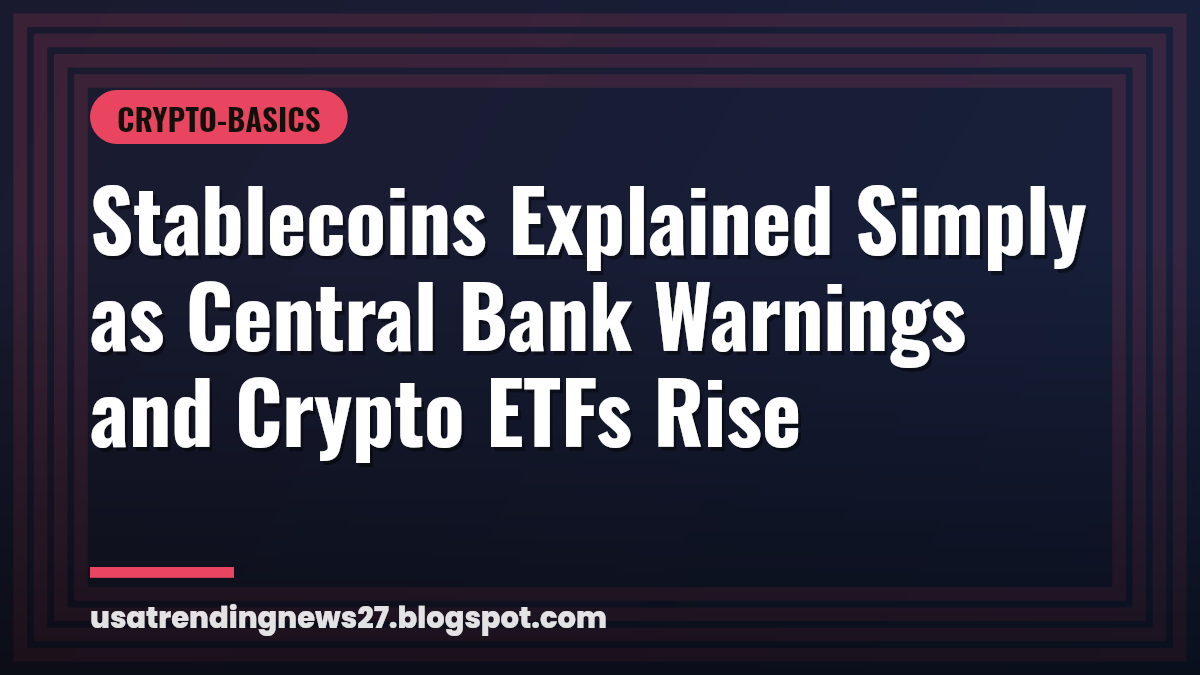 CRYPTO-BASICS
Stablecoins Explained Simply
as Central Bank Warnings
and Crypto ETFs Rise
usatrendingnews27.blogspot.com